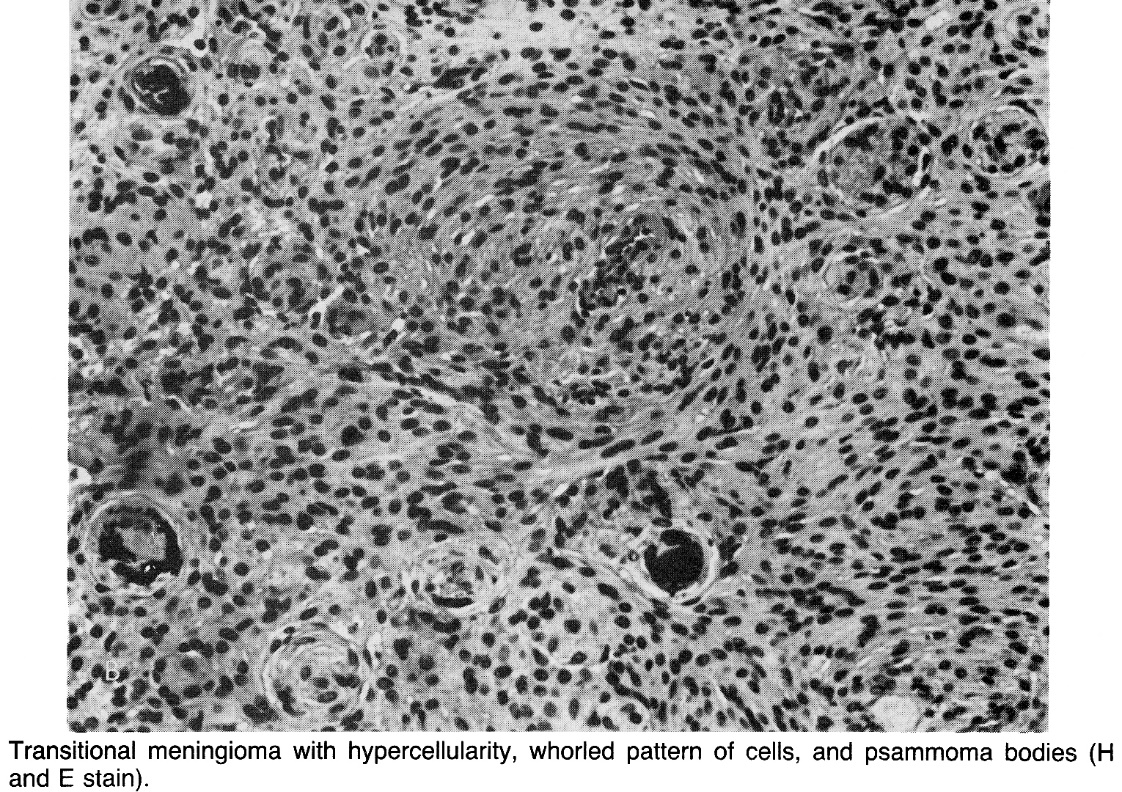 B
Transitional meningioma with hypercellularity, whorled pattern of cells, and psammoma bodies (H
and E stain).